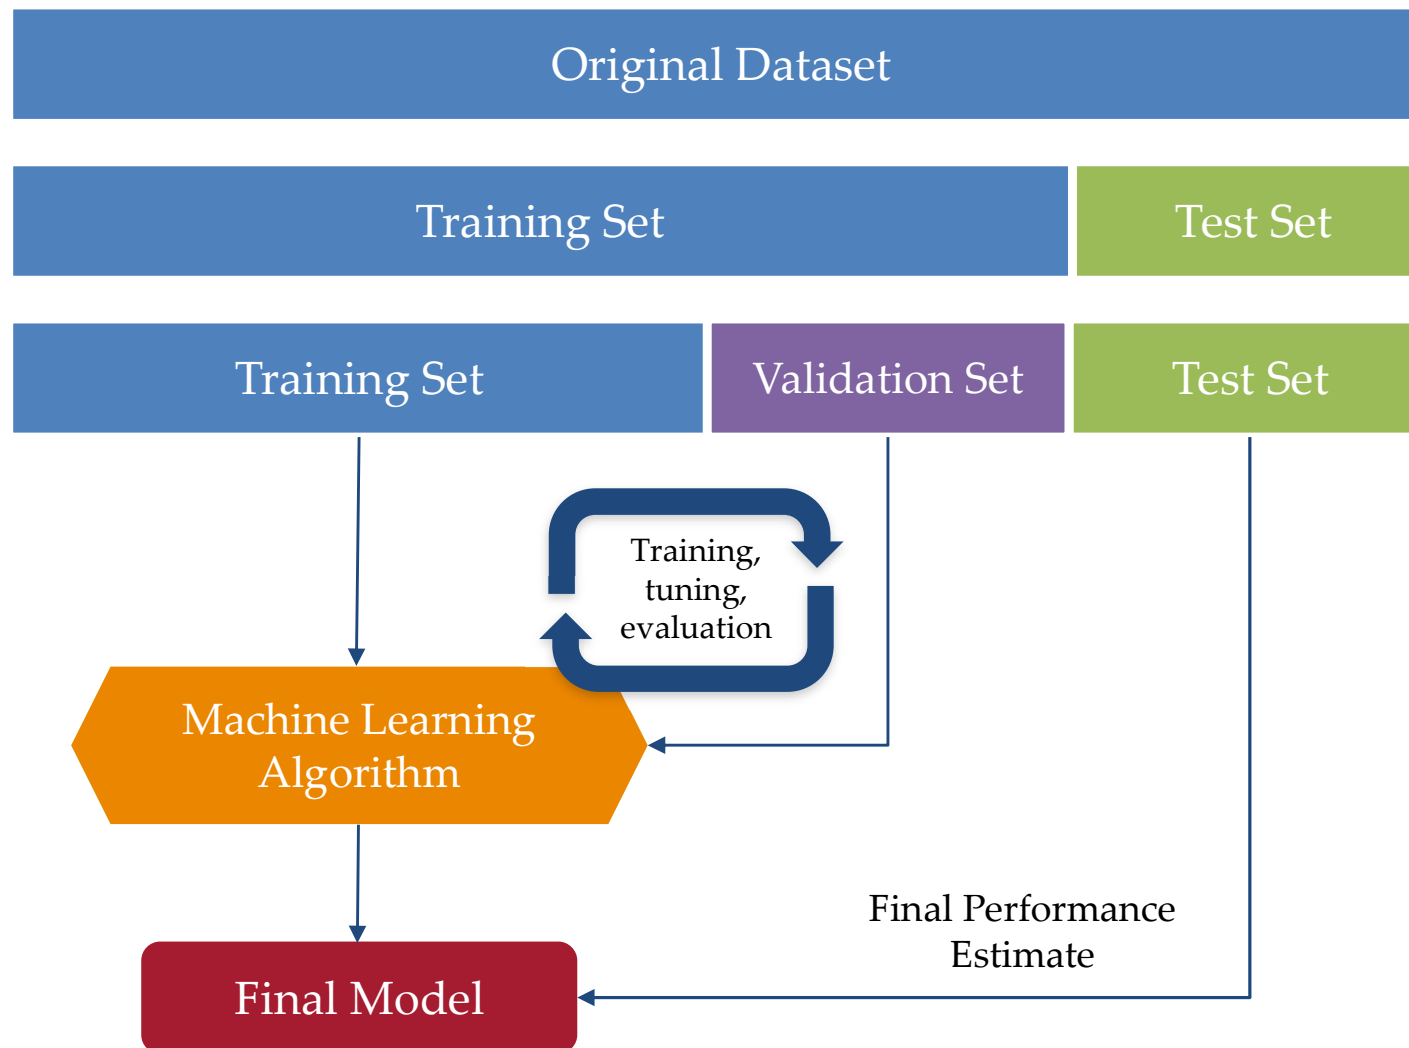 Original Dataset
Training Set
Test Set
Training Set
Validation Set
Test Set
Training,
tuning,
evaluation
Machine Learning
Algorithm
Final Performance
Estimate
Final Model